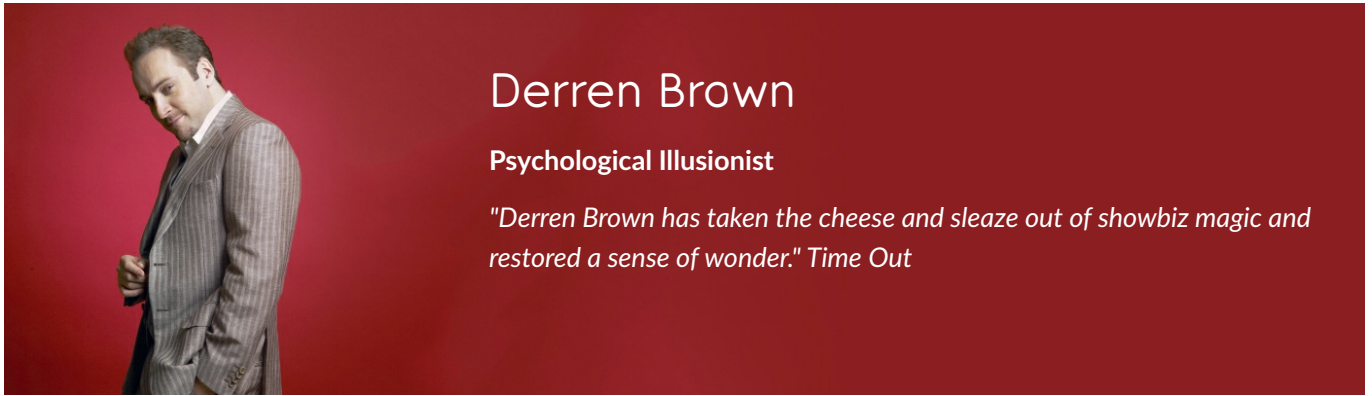 Derren Brown
Psychological Illusionist
"Derren Brown has taken the cheese and sleaze out of showbiz magic and
restored a sense of wonder." Time Out